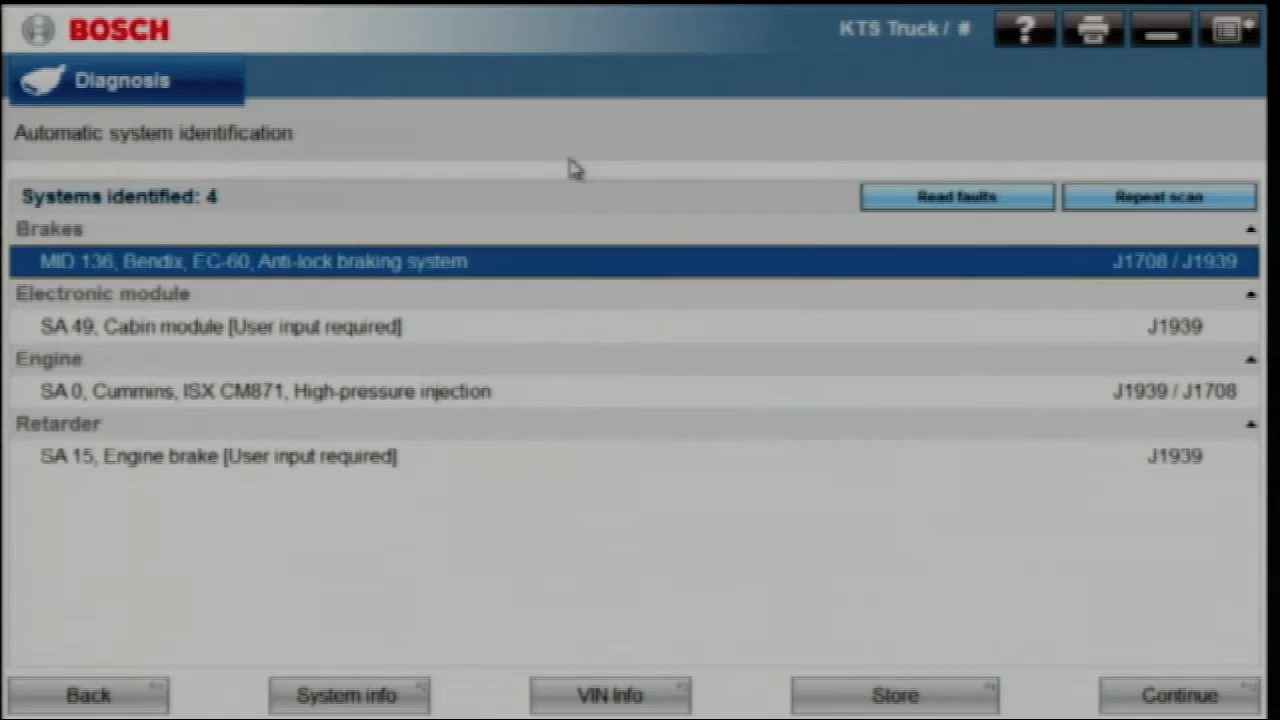 BOSCH
KTS Truck / #
?
Diagnosis
Automatic system identification
Systems identified: 4
Read faults
Repeat scan
Brakes
MID 136, Bendix, EC-60, Anti-lock braking system
J1708 / J1939
Electronic module
SA 49, Cabin module [User input required]
J1939
Engine
SA 0, Cummins, ISX CM871, High-pressure injection
J1939 / J1708
Retarder
SA 15, Engine brake [User input required]
J1939
Back
System info
VIN Info
Store
Continue